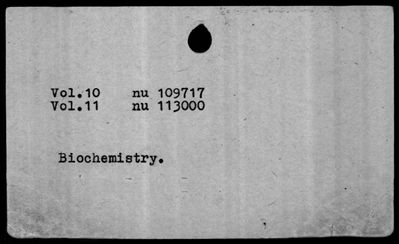 Vol.10 nu 109717
Vol.11 nu 113000
Biochemistry.